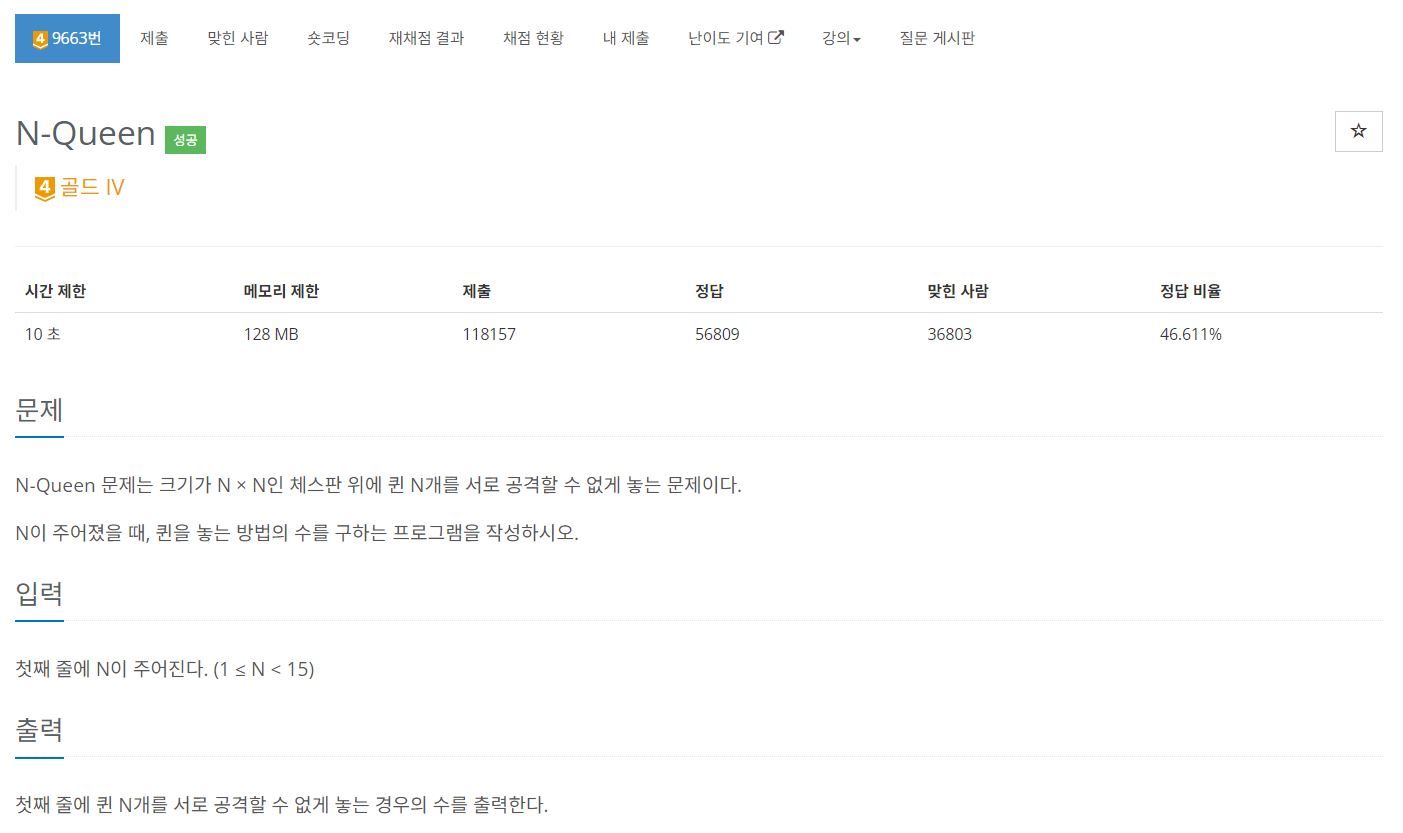 4 9663번 제출 맞힌 사람 숏코딩 재채점 결과 채점 현황 내 제출 난이도 기여 강의 질문 게시판
N-Queen 성공
4 골드 IV
시간 제한 메모리 제한 제출 정답 맞힌 사람 정답 비율
10 초 128 MB 118157 56809 36803 46.611%
문제
N-Queen 문제는 크기가 N × N인 체스판 위에 퀸 N개를 서로 공격할 수 없게 놓는 문제이다.
N이 주어졌을 때, 퀸을 놓는 방법의 수를 구하는 프로그램을 작성하시오.
입력
첫째 줄에 N이 주어진다. (1 ≤ N < 15)
출력
첫째 줄에 퀸 N개를 서로 공격할 수 없게 놓는 경우의 수를 출력한다.